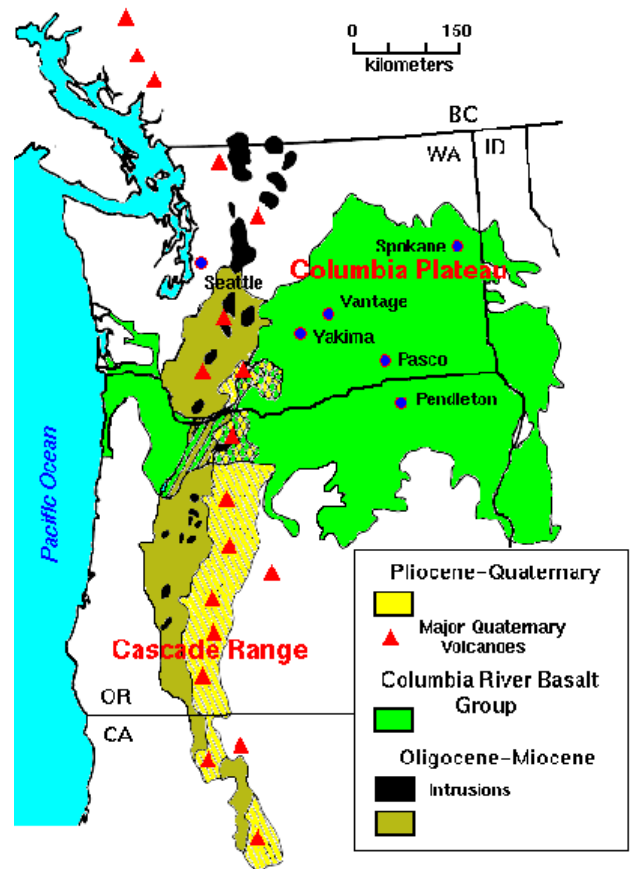 0 150
kilometers
BC
WA ID
Spokane
Columbia Plateau
Seattle
Vantage
Yakima
Pasco
Pendleton
Pacific Ocean
Cascade Range
OR
CA
Pliocene-Quaternary
Major Quaternary
Volcanoes
Columbia River Basalt
Group
Oligocene-Miocene
Intrusions